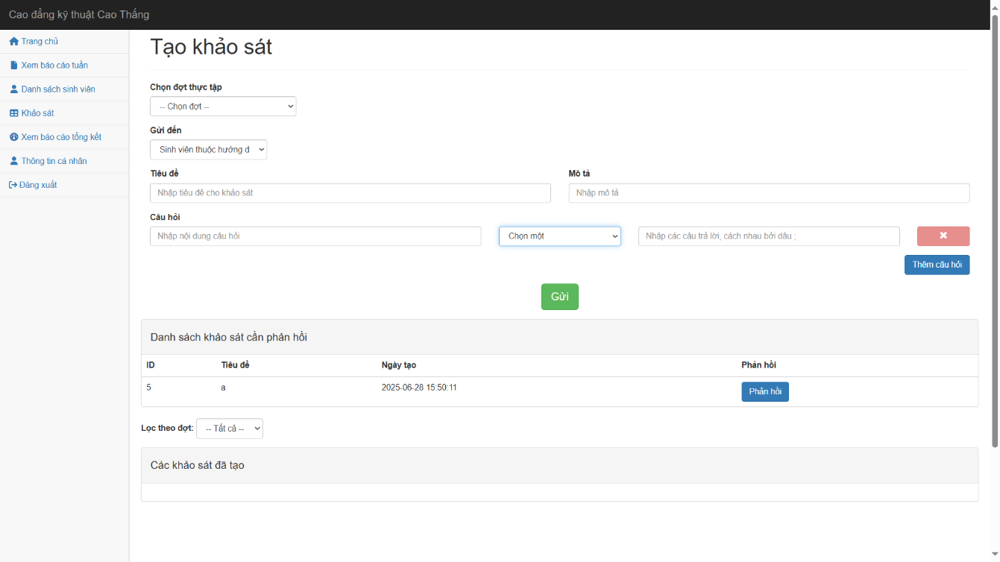 Cao đẳng kỹ thuật Cao Thắng
Trang chủ
Xem báo cáo tuần
Danh sách sinh viên
Khảo sát
Xem báo cáo tổng kết
Thông tin cá nhân
Đăng xuất
Tạo khảo sát
Chọn đợt thực tập
-- Chọn đợt --
Gửi đến
Sinh viên thuộc hướng d
Tiêu đề Mô tả
Nhập tiêu đề cho khảo sát Nhập mô tả
Câu hỏi
Nhập nội dung câu hỏi Chọn một Nhập các câu trả lời, cách nhau bởi dấu ;
Thêm câu hỏi
Gửi
Danh sách khảo sát cần phản hồi
ID Tiêu đề Ngày tạo Phản hồi
5 a 2025-06-28 15:50:11 Phản hồi
Lọc theo đợt: -- Tất cả --
Các khảo sát đã tạo